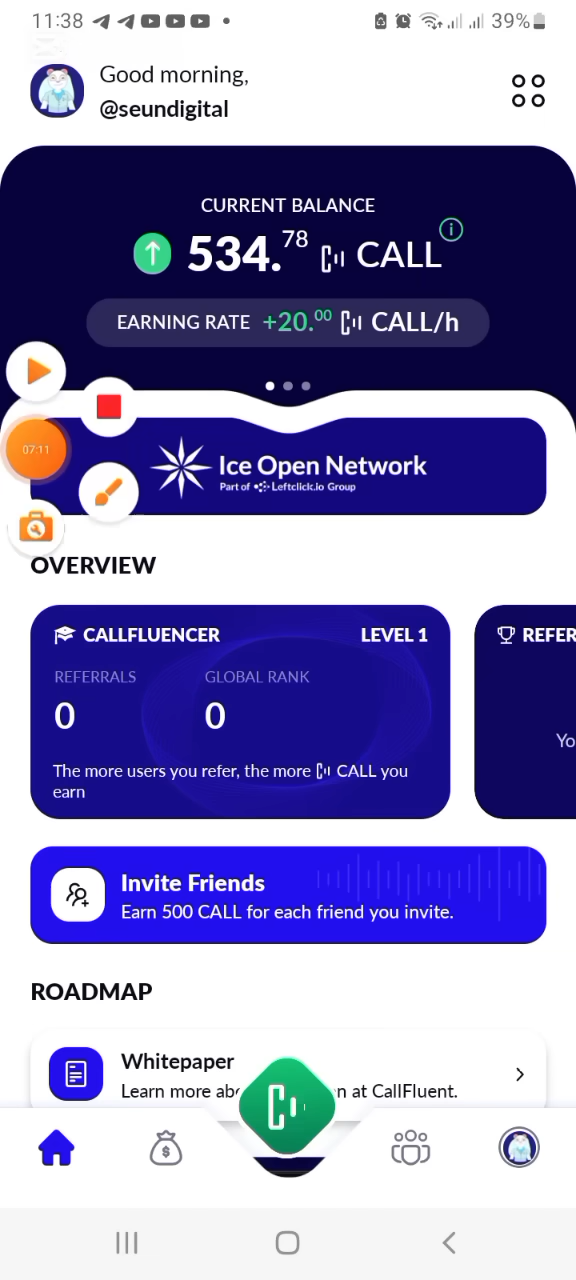 11:38
39%
Good morning,
@seundigital
CURRENT BALANCE
534.78 CALL
EARNING RATE +20.00 CALL/h
07:11
Ice Open Network
Part of Leftclick.io Group
OVERVIEW
CALLFLUENCER LEVEL 1
REFERRALS GLOBAL RANK
0 0
The more users you refer, the more CALL you
earn
REFER
Yo
Invite Friends
Earn 500 CALL for each friend you invite.
ROADMAP
Whitepaper
Learn more at CallFluent.